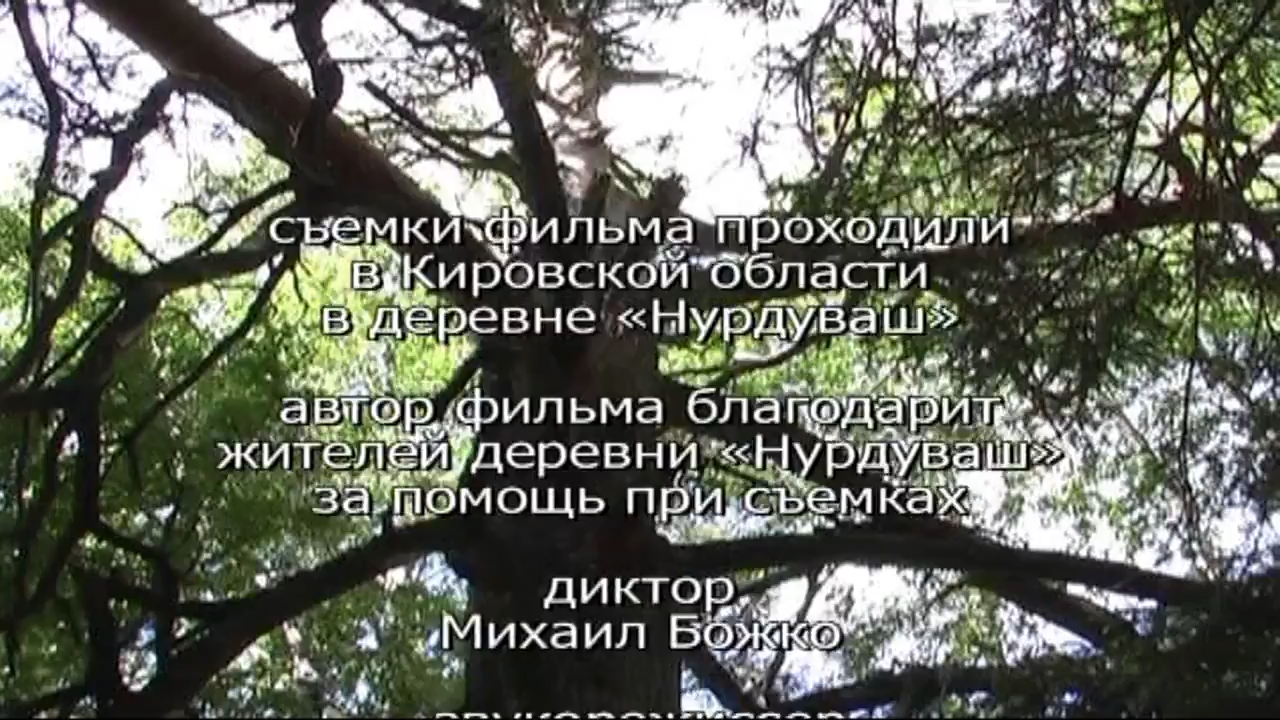 съемки фильма проходили
в Кировской области
в деревне «Нурдуваш»
автор фильма благодарит
жителей деревни «Нурдуваш»
за помощь при съемках
диктор
Михаил Божко